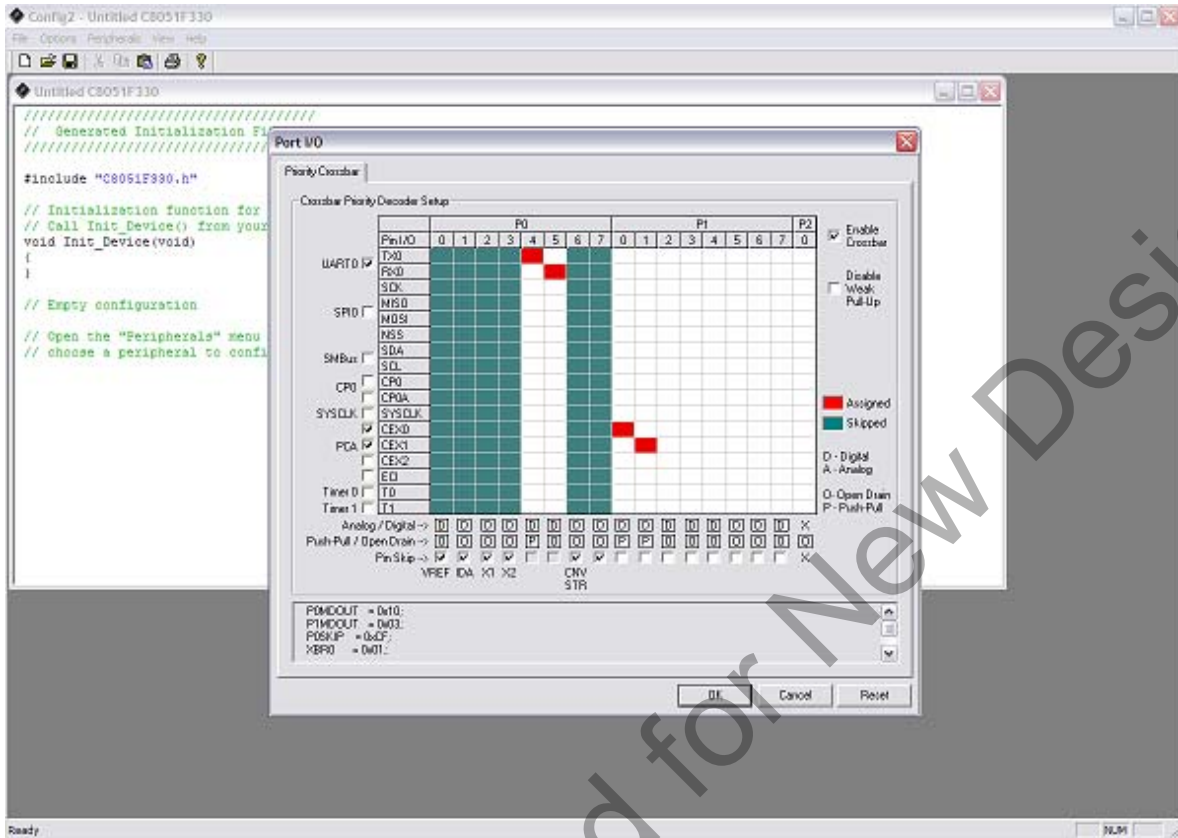 Config2 - Untitled C8051F330
File Options Peripherals View Help
Untitled C8051F330
//////////////////////////////////////
// Generated Initialization Fi
#include "C8051F330.h"
// Initialization function for
// Call Init_Device() from your
void Init_Device(void)
{
}
// Empty configuration
// Open the "Peripherals" menu
// choose a peripheral to confi
Port I/O
Priority Crossbar
Crossbar Priority Decoder Setup
P0 P1 P2
Pin I/O 0 1 2 3 4 5 6 7 0 1 2 3 4 5 6 7 0
UART0 TX0
RX0
SCK
SPI0 MISO
MOSI
NSS
SMBus SDA
SCL
CP0 CP0
CP0A
SYSCLK SYSCLK
CEX0
PCA CEX1
CEX2
ECI
Timer 0 T0
Timer 1 T1
Analog / Digital -> D D D D D D D D D D D D D D D D X
Push-Pull / Open Drain -> O O O O P O O O P P O O O O O O O
Pin Skip -> X
VREF IDA X1 X2 CNV
STR
Enable
Crossbar
Disable
Weak
Pull-Up
Assigned
Skipped
D - Digital
A - Analog
O- Open Drain
P - Push-Pull
P0MDOUT = 0x10;
P1MDOUT = 0x03;
P0SKIP = 0xCF;
XBR0 = 0x01;
OK Cancel Reset
Ready NUM
d for New Desi